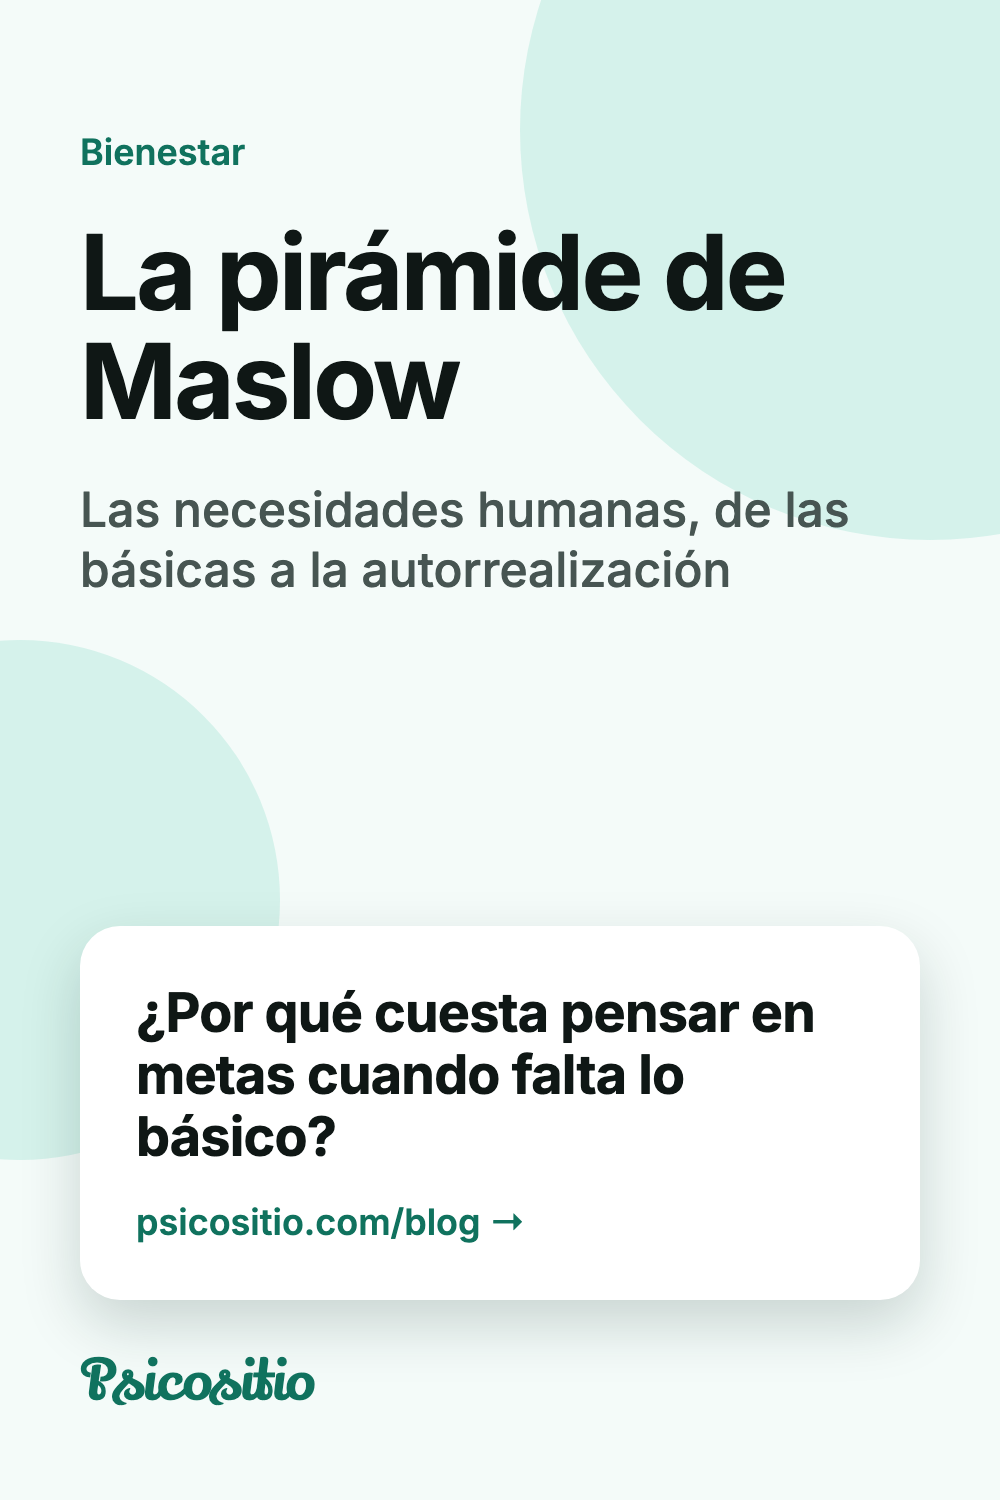 Bienestar
La pirámide de
Maslow
Las necesidades humanas, de las
básicas a la autorrealización
¿Por qué cuesta pensar en
metas cuando falta lo
básico?
psicositio.com/blog →
Psicositio